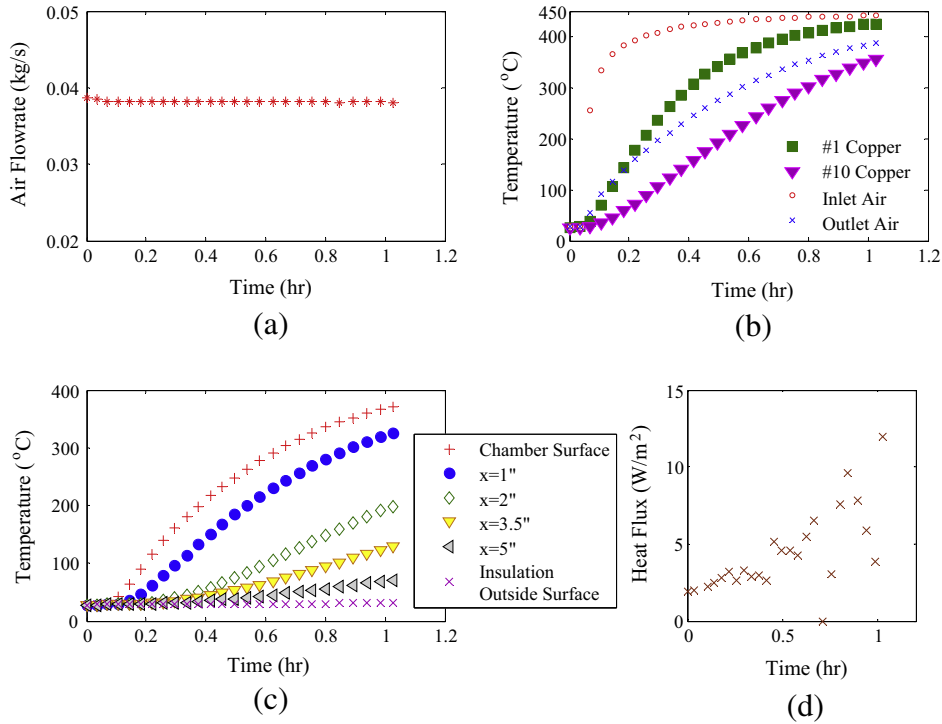 0.05
0.04
0.03
0.02
Air Flowrate (kg/s)
0
0.2
0.4
0.6
0.8
1
1.2
Time (hr)
(a)
450
400
300
200
100
0
Temperature ( °C)
#1 Copper
#10 Copper
Inlet Air
Outlet Air
0
0.2
0.4
0.6
0.8
1
1.2
Time (hr)
(b)
400
300
200
100
0
Temperature ( °C)
0
0.2
0.4
0.6
0.8
1
1.2
Time (hr)
(c)
Chamber Surface
x=1"
x=2"
x=3.5"
x=5"
Insulation
Outside Surface
15
10
5
0
Heat Flux (W/m²)
0
0.5
1
Time (hr)
(d)